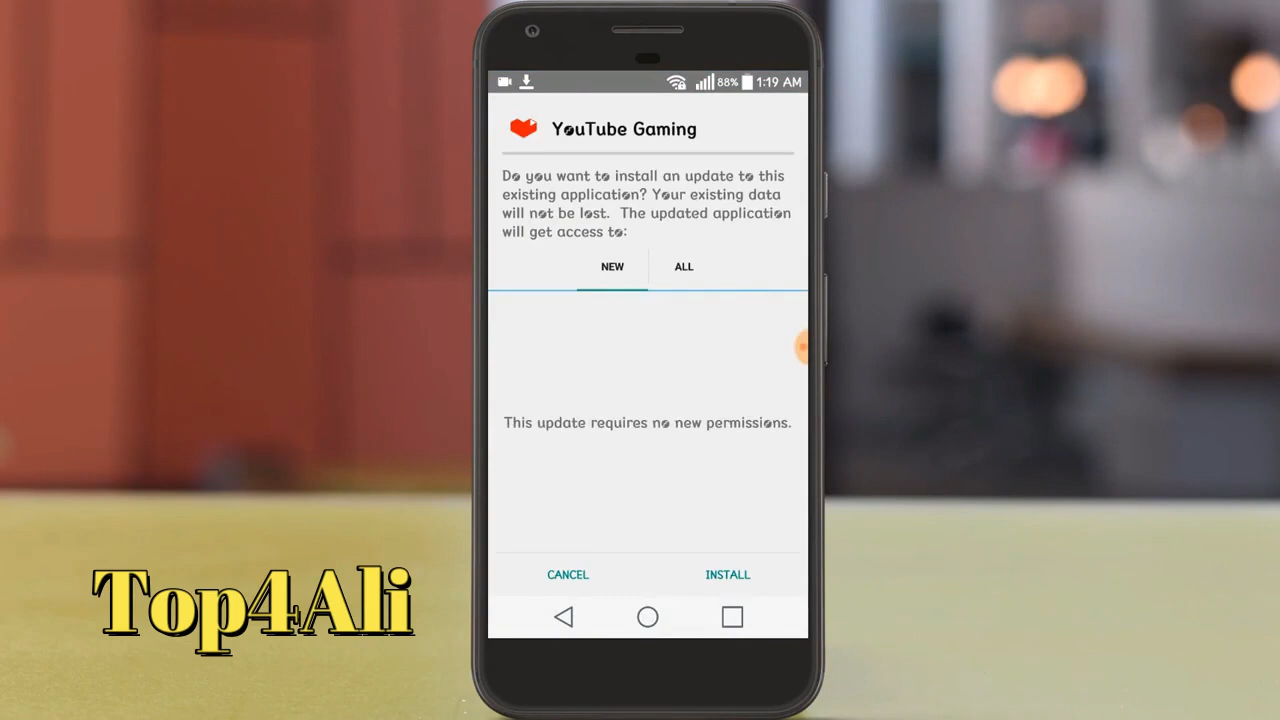 88% 1:19 AM
YouTube Gaming
Do you want to install an update to this
existing application? Your existing data
will not be lost. The updated application
will get access to:
NEW ALL
This update requires no new permissions.
CANCEL INSTALL
Top4Ali